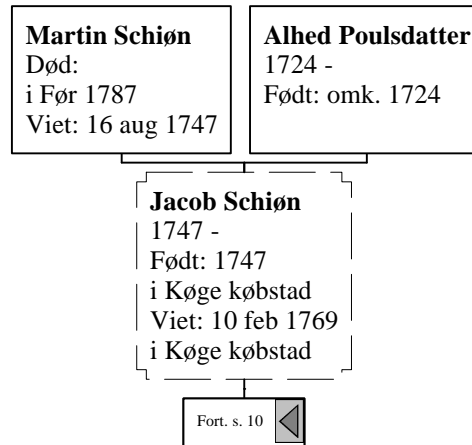 Martin Schiøn
Død:
i Før 1787
Viet: 16 aug 1747
Alhed Poulsdatter
1724 -
Født: omk. 1724
Jacob Schiøn
1747 -
Født: 1747
i Køge købstad
Viet: 10 feb 1769
i Køge købstad
Fort. s. 10